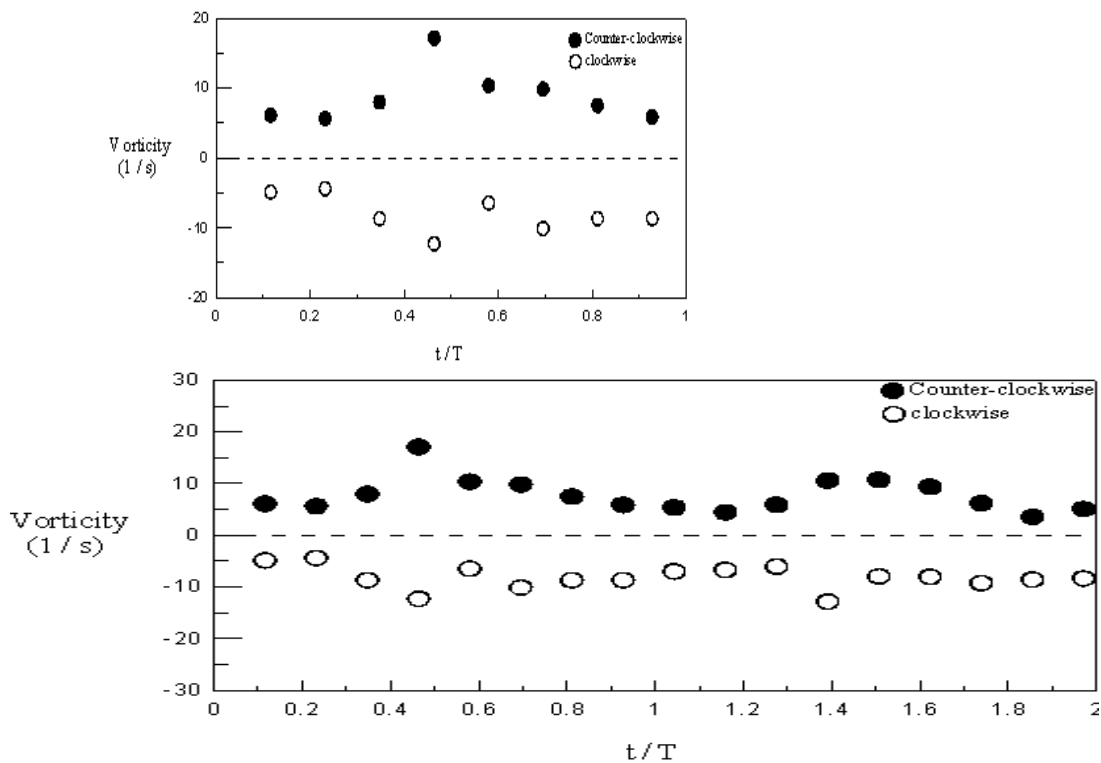 20
Counter-clockwise
clockwise
10
Vorticity
(1 / s)
0
-10
-20
0 0.2 0.4 0.6 0.8 1
t / T
30
Counter-clockwise
clockwise
20
10
Vorticity
(1 / s)
0
-10
-20
-30
0 0.2 0.4 0.6 0.8 1 1.2 1.4 1.6 1.8 2
t / T